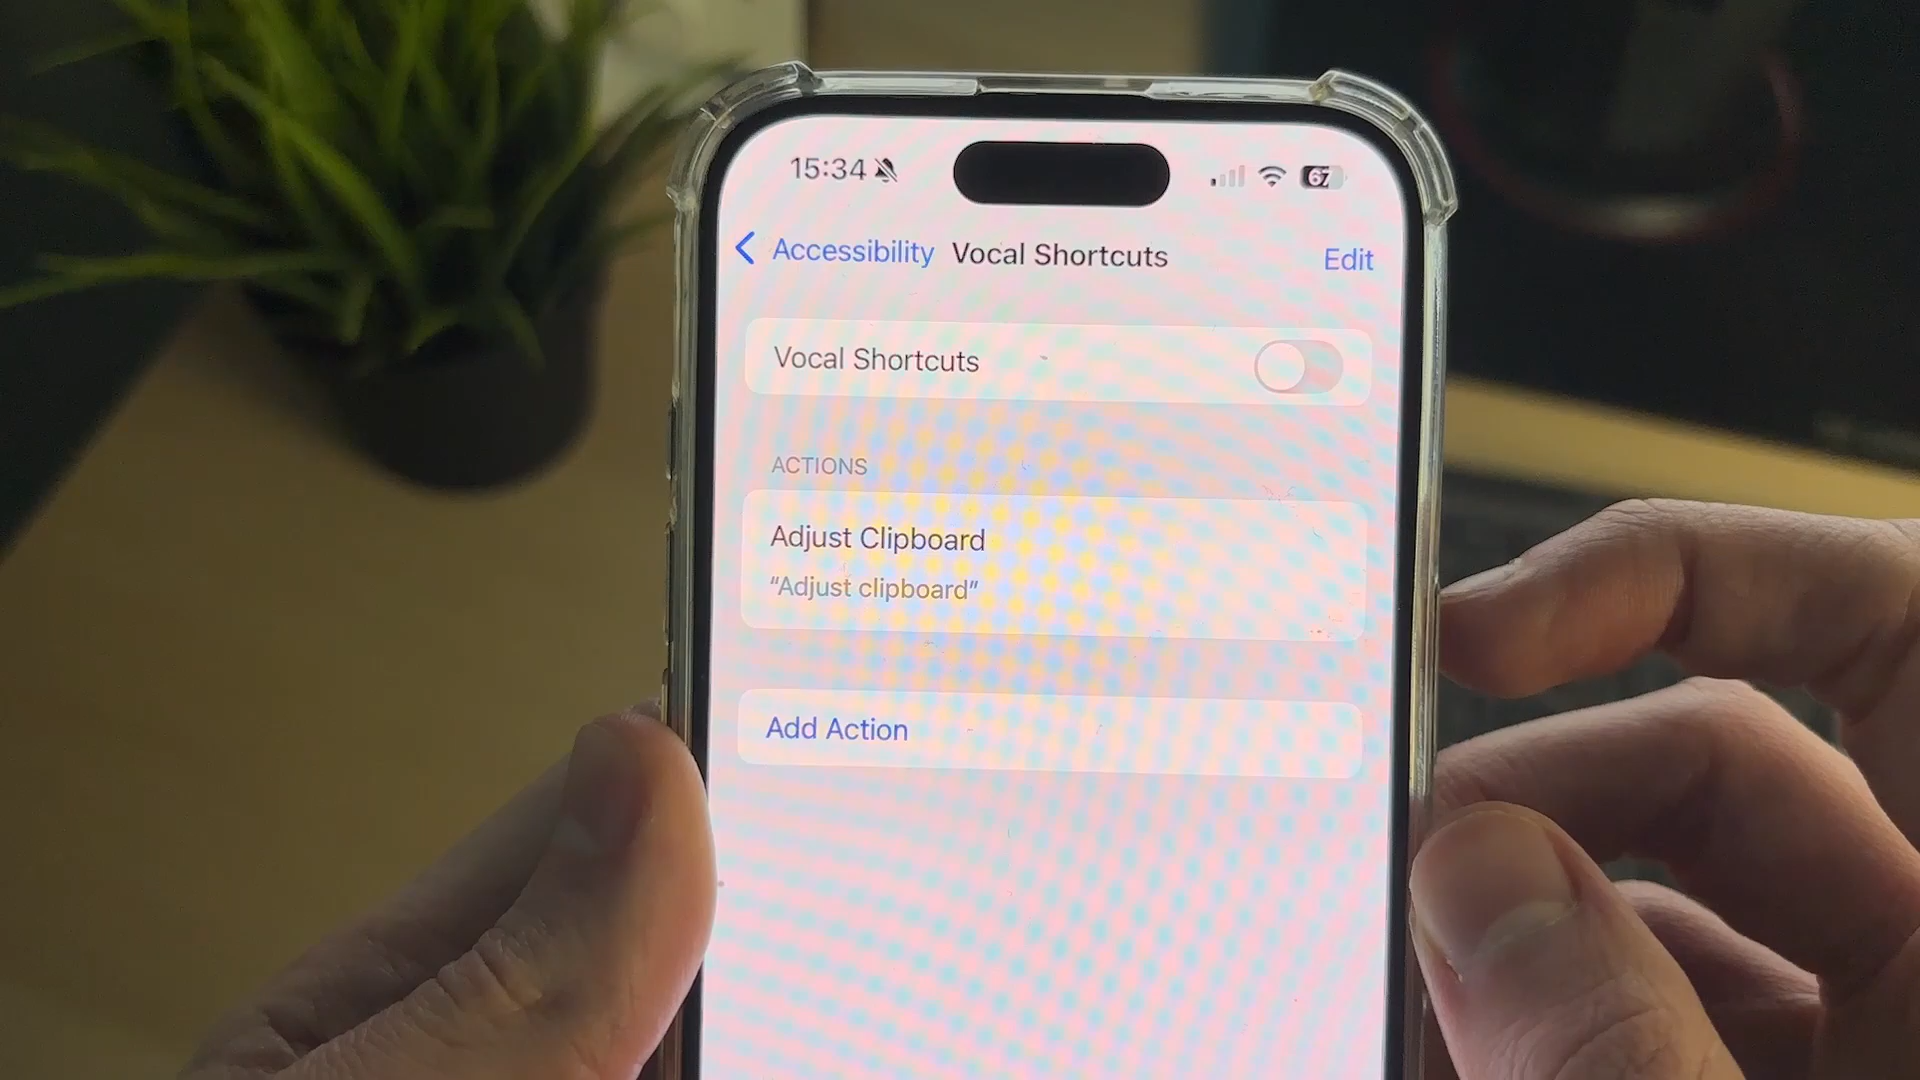 15:34
67
Accessibility Vocal Shortcuts Edit
Vocal Shortcuts
ACTIONS
Adjust Clipboard
“Adjust clipboard”
Add Action